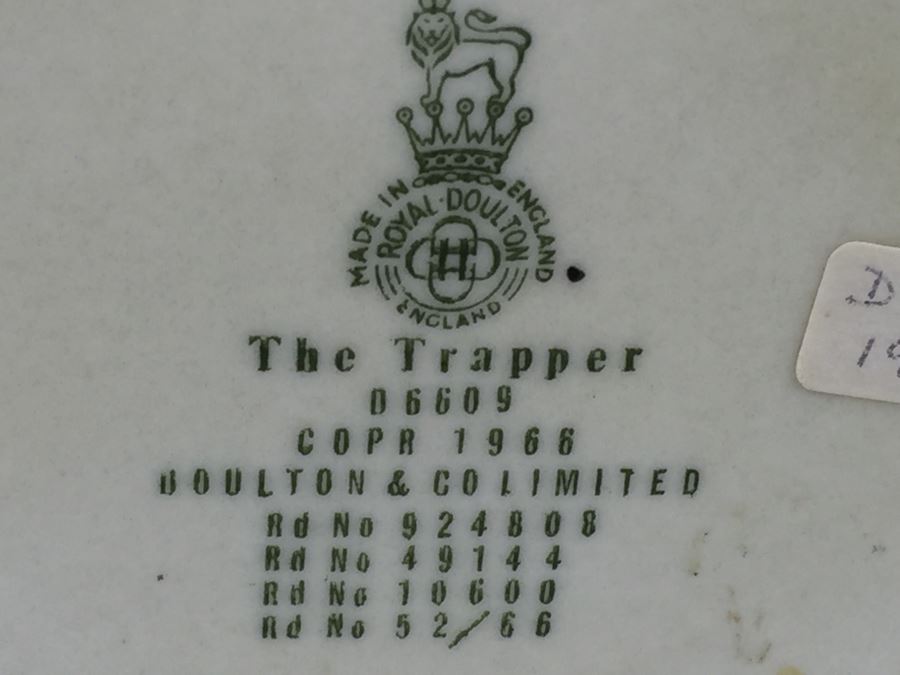 MADE IN ENGLAND
ROYAL·DOULTON
ENGLAND
The Trapper
D6609
COPR 1966
DOULTON & CO LIMITED
Rd No 924808
Rd No 49144
Rd No 10600
Rd No 52/66
D
19